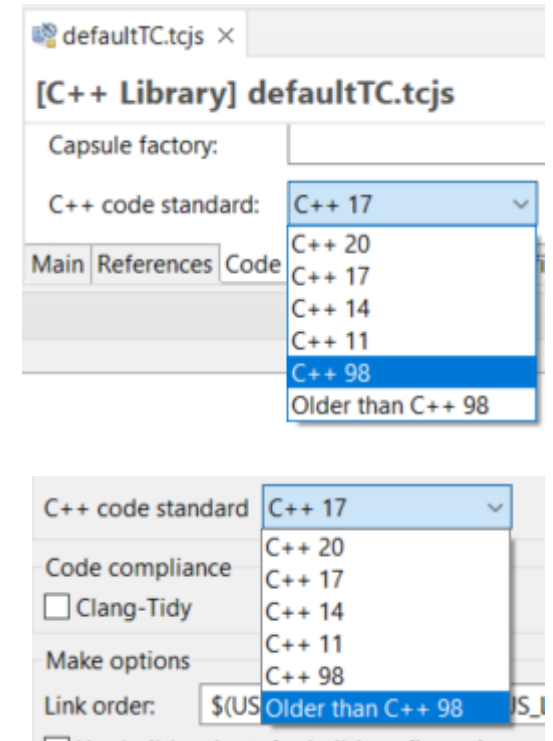 defaultTC.tcjs
[C++ Library] defaultTC.tcjs
Capsule factory:
C++ code standard: C++ 17
C++ 20
Main References Code
C++ 17
C++ 14
C++ 11
C++ 98
Older than C++ 98
C++ code standard C++ 17
C++ 20
Code compliance
C++ 17
Clang-Tidy
C++ 14
C++ 11
Make options
C++ 98
Link order: $(US Older than C++ 98